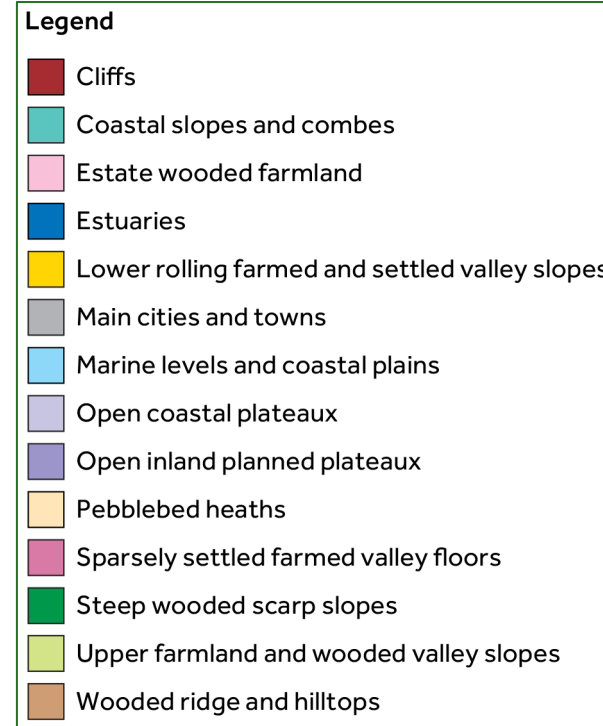 Legend
Cliffs
Coastal slopes and combes
Estate wooded farmland
Estuaries
Lower rolling farmed and settled valley slopes
Main cities and towns
Marine levels and coastal plains
Open coastal plateaux
Open inland planned plateaux
Pebblebed heaths
Sparsely settled farmed valley floors
Steep wooded scarp slopes
Upper farmland and wooded valley slopes
Wooded ridge and hilltops